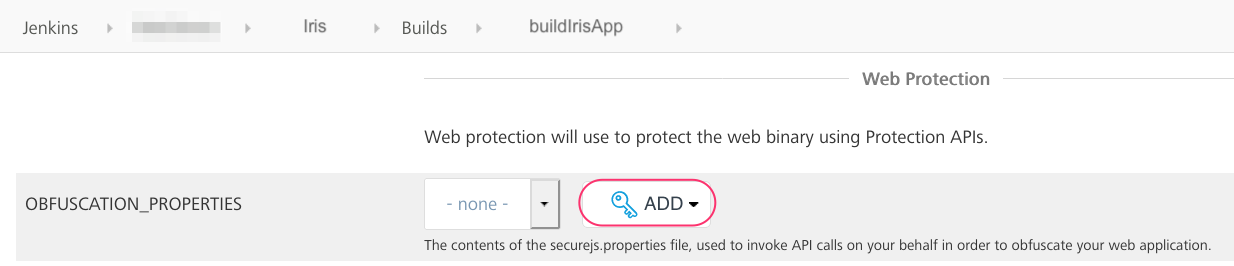 Jenkins Iris Builds buildIrisApp
Web Protection
Web protection will use to protect the web binary using Protection APIs.
OBFUSCATION_PROPERTIES - none - ADD
The contents of the securejs.properties file, used to invoke API calls on your behalf in order to obfuscate your web application.